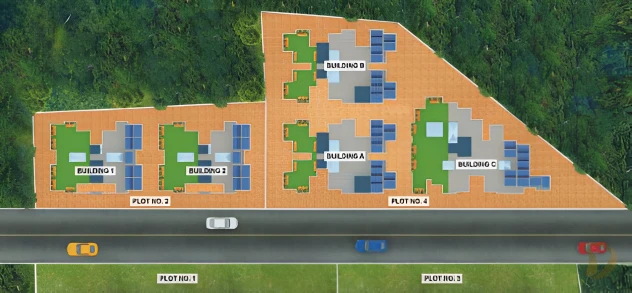 BUILDING B
BUILDING A
BUILDING 1
BUILDING 2
BUILDING C
PLOT NO. 2
PLOT NO. 4
PLOT NO. 1
PLOT NO. 3